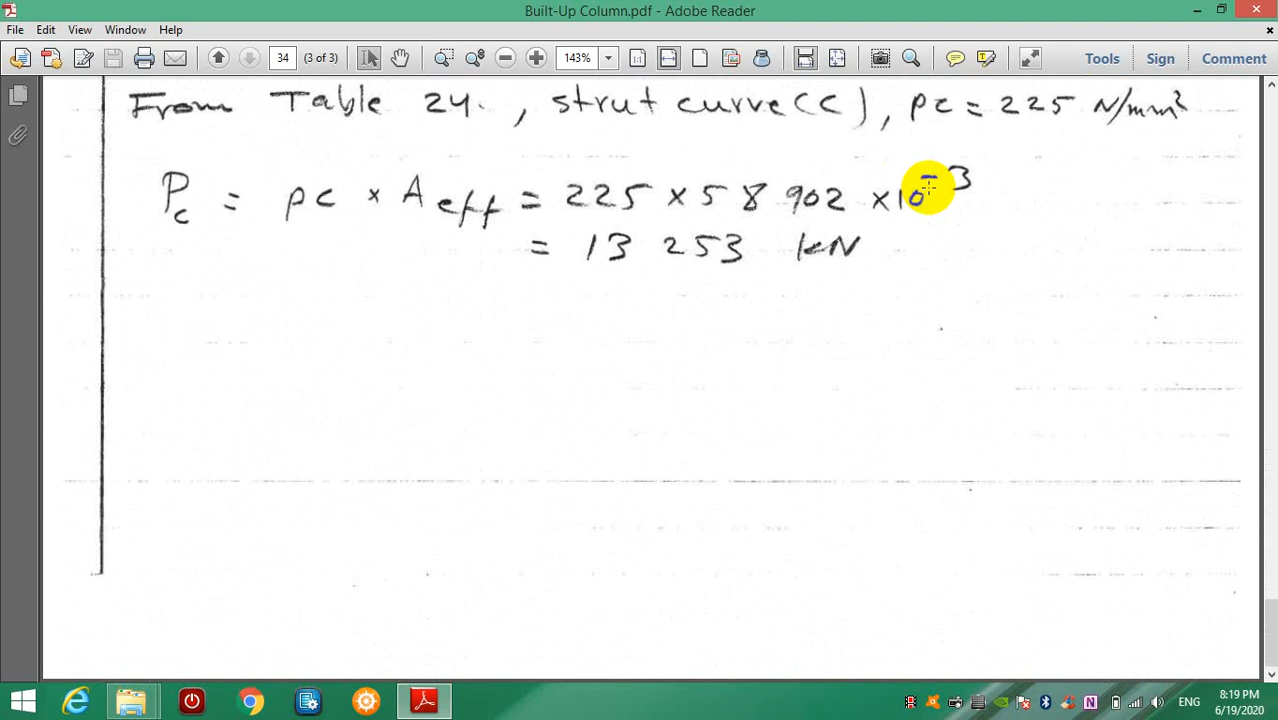 Built-Up Column.pdf - Adobe Reader
File Edit View Window Help
34 (3 of 3) 143% Tools Sign Comment
From Table 24. , strut curve (C), pc = 225 N/mm²
Pc = pc × Aeff = 225 × 58 902 × 10⁻³
= 13 253 kN
ENG 8:19 PM
6/19/2020